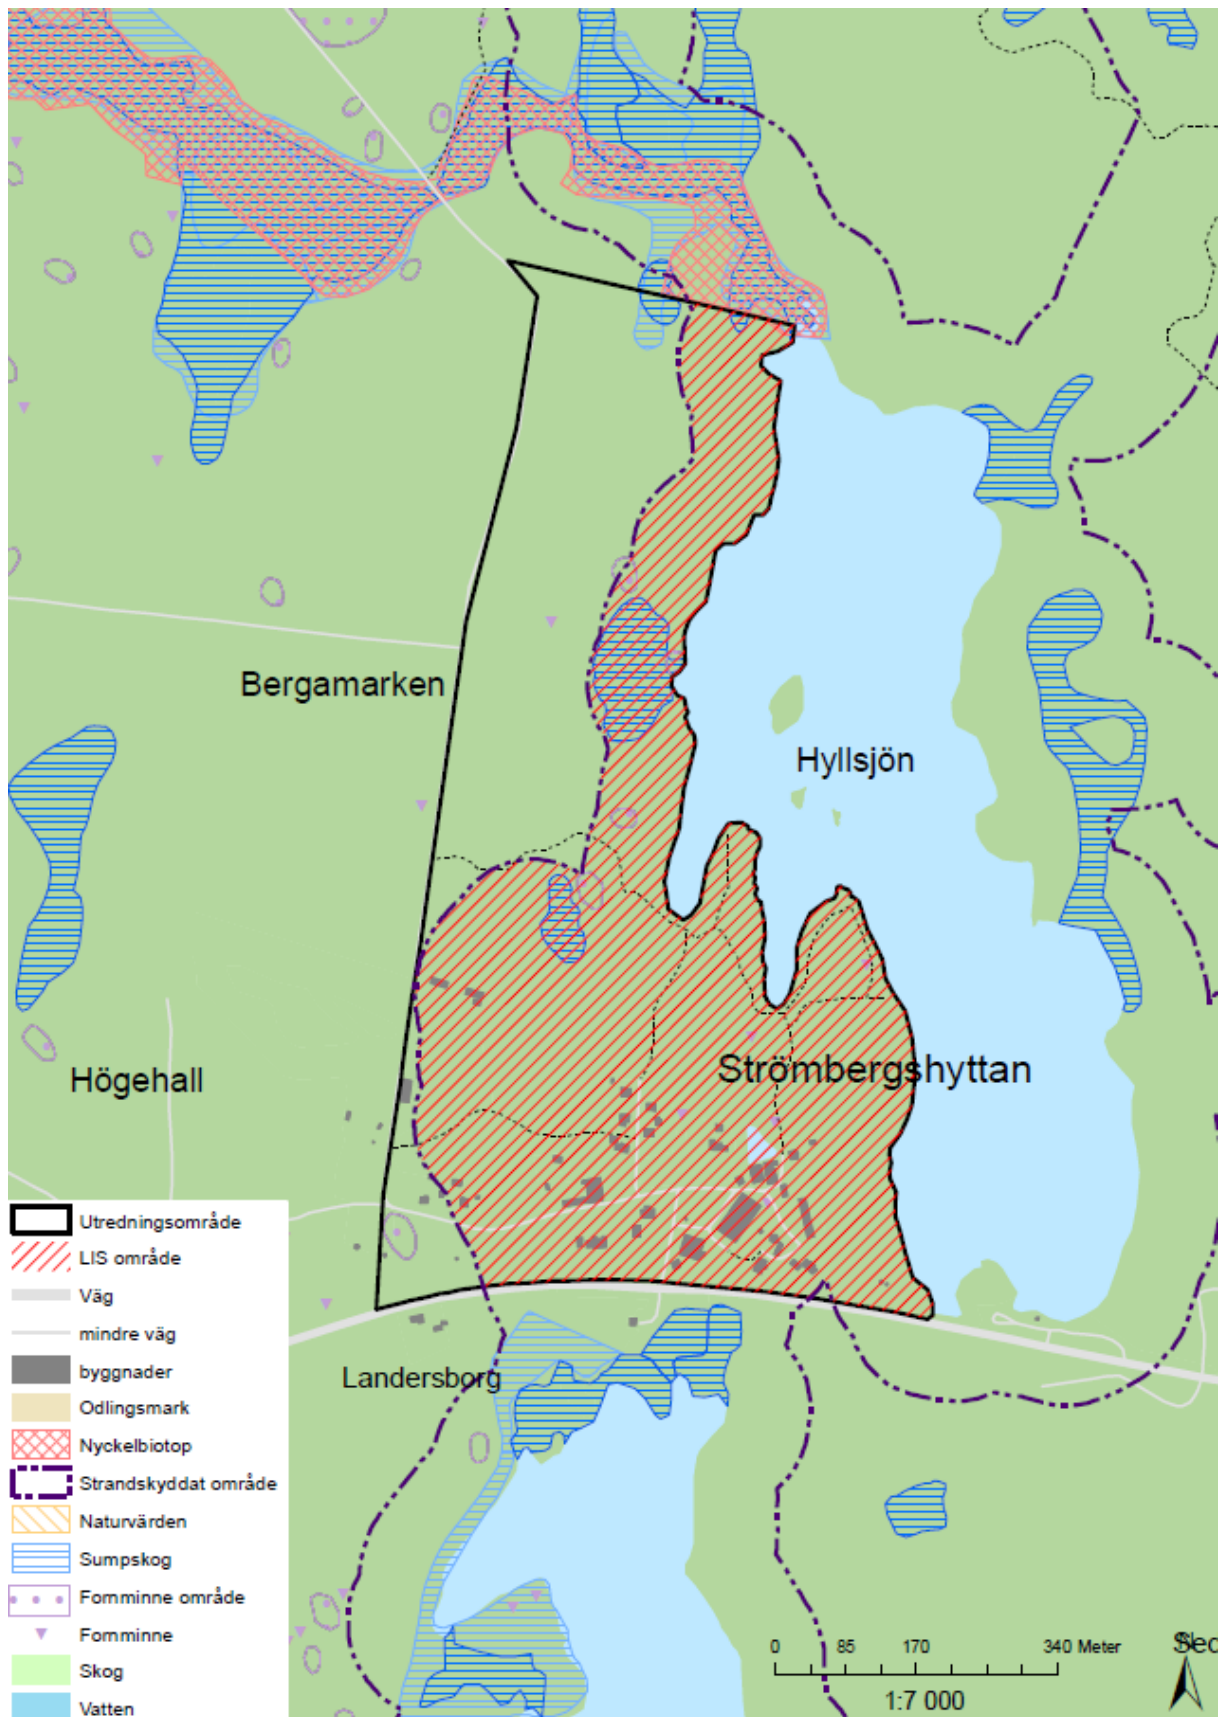 Bergamarken
Hyllsjön
Högehall
Strömbergshyttan
Landersborg
Utredningsområde
LIS område
Väg
mindre väg
byggnader
Odlingsmark
Nyckelbiotop
Strandskyddat område
Naturvärden
Sumpskog
Fornminne område
Fornminne
Skog
Vatten
0 85 170 340 Meter
1:7 000